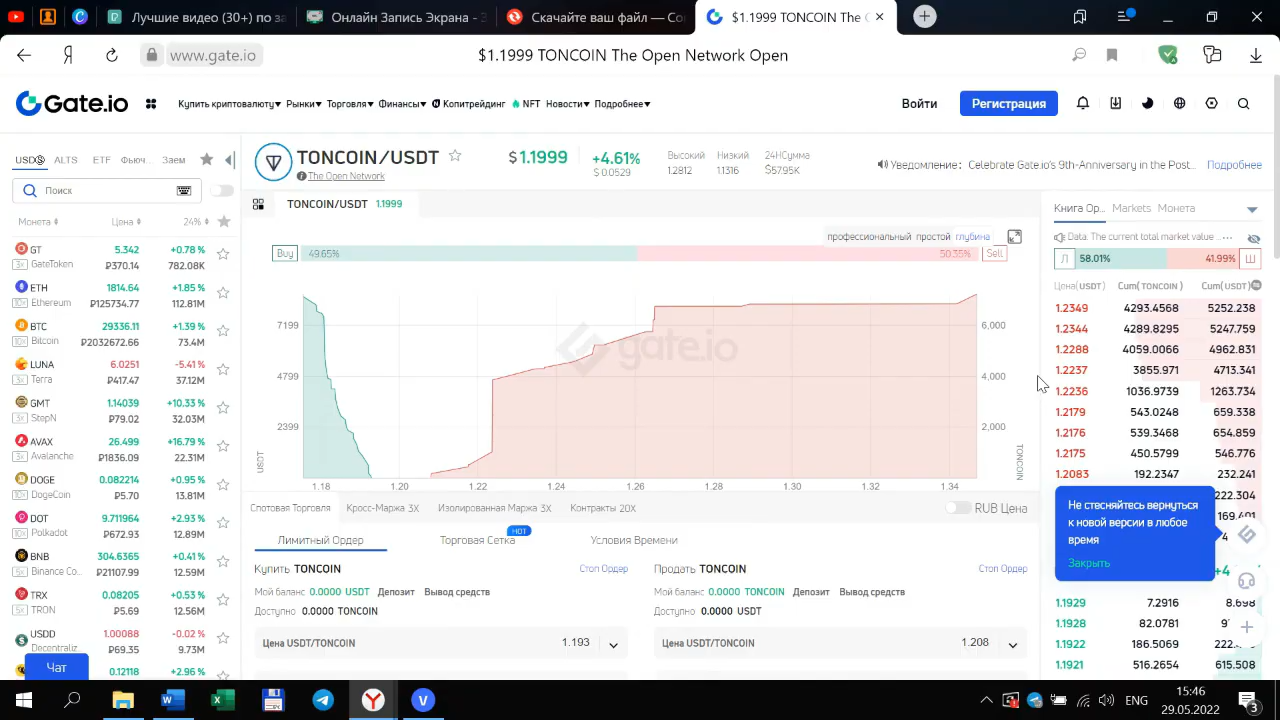 Лучшие видео (30+) по за
Онлайн Запись Экрана - З
Скачайте ваш файл — Con
$1.1999 TONCOIN The O
www.gate.io
$1.1999 TONCOIN The Open Network Open
Gate.io
Купить криптовалюту
Рынки
Торговля
Финансы
Копитрейдинг
NFT
Новости
Подробнее
Войти
Регистрация
USDⓈ
ALTS
ETF
Фьюч...
Заем
Поиск
Монета
Цена
24%
GT 5.342 +0.78 %
3x GateToken ₽370.14 782.08K
ETH 1814.64 +1.85 %
10x Ethereum ₽125734.77 112.81M
BTC 29336.11 +1.39 %
10x Bitcoin ₽2032672.66 73.4M
LUNA 6.0251 -5.41 %
3x Terra ₽417.47 37.12M
GMT 1.14039 +10.33 %
3x StepN ₽79.02 32.03M
AVAX 26.499 +16.79 %
3x Avalanche ₽1836.09 22.31M
DOGE 0.082214 +0.95 %
10x DogeCoin ₽5.70 13.81M
DOT 9.711964 +2.93 %
10x Polkadot ₽672.93 12.89M
BNB 304.6365 +0.41 %
5x Binance Co... ₽21107.99 12.59M
TRX 0.08205 +0.53 %
5x TRON ₽5.69 12.56M
USDD 1.00088 -0.02 %
Decentraliz... ₽69.35 9.73M
0.12118 +2.96 %
Чат
TONCOIN/USDT
The Open Network
$ 1.1999
+4.61%
$ 0.0529
Высокий
1.2812
Низкий
1.1316
24HСумма
$57.95K
Уведомление:
Celebrate Gate.io's 9th-Anniversary in the Post...
Подробнее
TONCOIN/USDT 1.1999
профессиональный простой глубина
Buy 49.65% 50.35% Sell
gate.io
7199
4799
2399
USDT
6,000
4,000
2,000
TONCOIN
1.18 1.20 1.22 1.24 1.26 1.28 1.30 1.32 1.34
Спотовая Торговля
Кросс-Маржа 3X
Изолированная Маржа 3X
Контракты 20X
RUB Цена
HOT
Лимитный Ордер
Торговая Сетка
Условия Времени
Купить TONCOIN
Стоп Ордер
Мой баланс 0.0000 USDT Депозит Вывод средств
Доступно 0.0000 TONCOIN
Цена USDT/TONCOIN 1.193
Продать TONCOIN
Стоп Ордер
Мой баланс 0.0000 TONCOIN Депозит Вывод средств
Доступно 0.0000 USDT
Цена USDT/TONCOIN 1.208
Книга Ор...
Markets
Монета
Data: The current total market value ...
Л 58.01% 41.99% Ш
Цена(USDT) Cum(TONCOIN) Cum(USDT)
1.2349 4293.4568 5252.238
1.2344 4289.8295 5247.759
1.2288 4059.0066 4962.831
1.2237 3855.971 4713.341
1.2236 1036.9739 1263.734
1.2179 543.0248 659.338
1.2176 539.3468 654.859
1.2175 450.5799 546.776
1.2083 192.2347 232.241
222.304
169.401
Не стесняйтесь вернуться
к новой версии в любое
время
Закрыть
1.1929 7.2916 8.698
1.1928 82.0781
1.1922 186.5069
1.1921 516.2654 615.508
ENG
15:46
29.05.2022
3